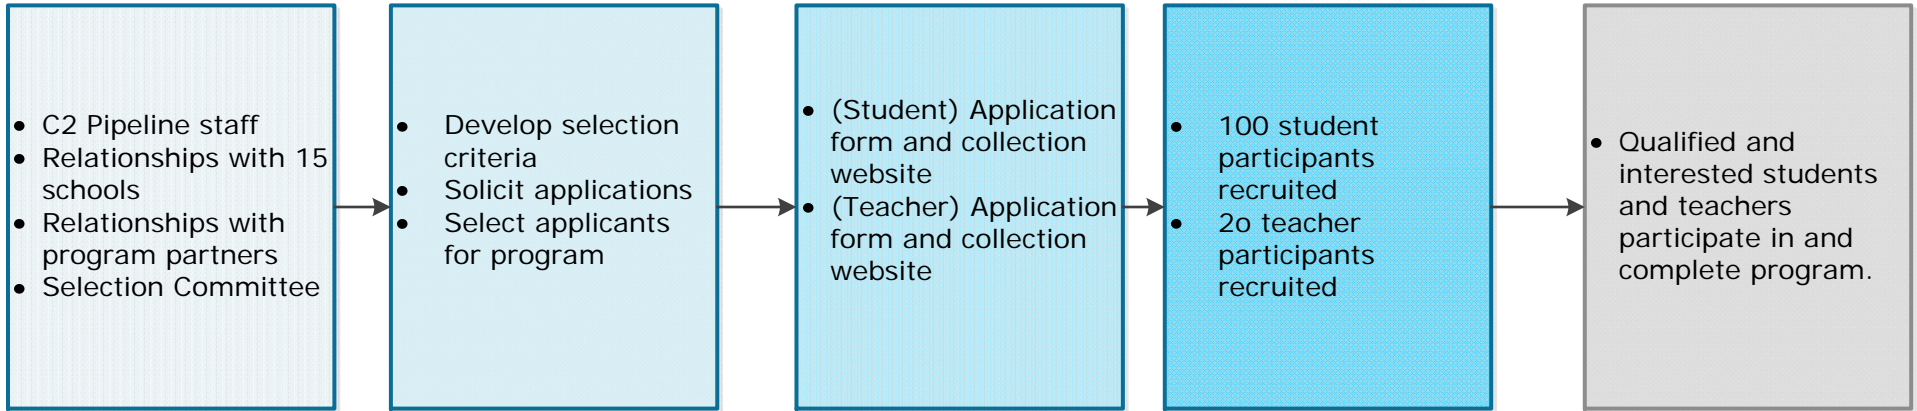 • C2 Pipeline staff
• Relationships with 15
schools
• Relationships with
program partners
• Selection Committee
• Develop selection
criteria
• Solicit applications
• Select applicants
for program
• (Student) Application
form and collection
website
• (Teacher) Application
form and collection
website
• 100 student
participants
recruited
• 2o teacher
participants
recruited
• Qualified and
interested students
and teachers
participate in and
complete program.